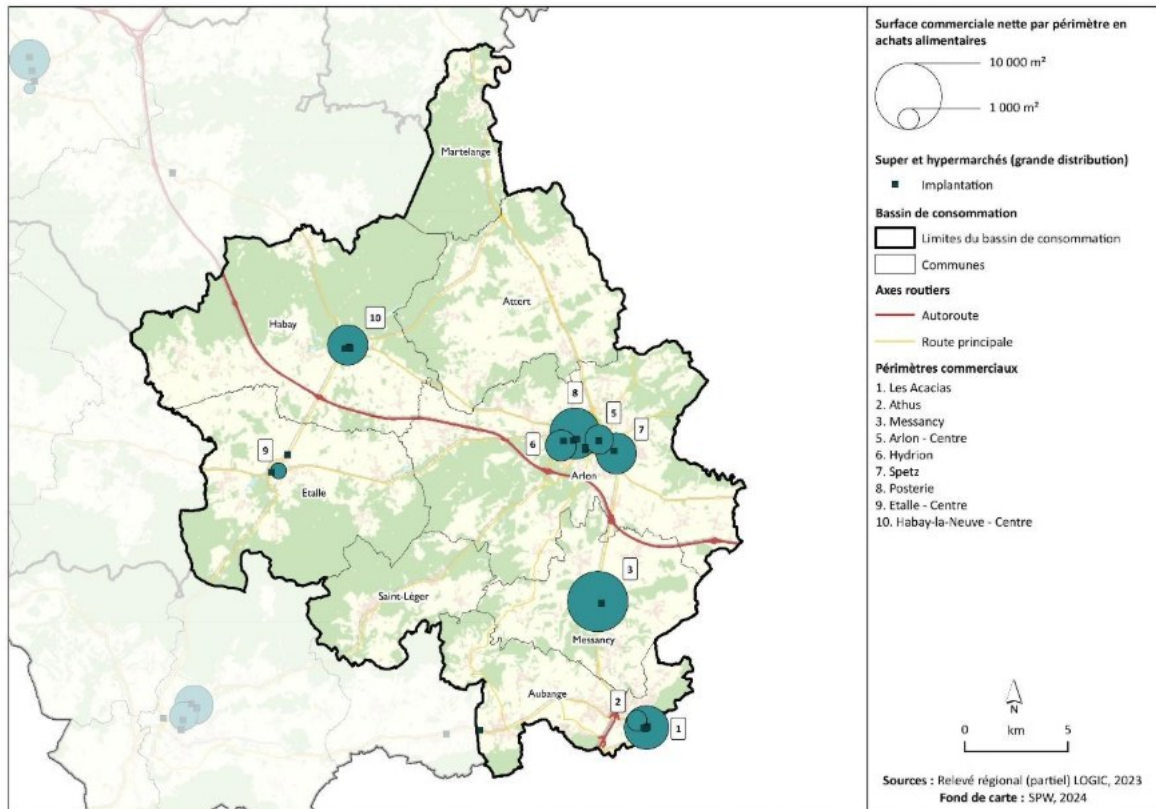 Martelange
Attert
Habay
10
8
5
7
6
Arlon
9
Etalle
3
Saint-Léger
Messancy
Aubange
2
1
Surface commerciale nette par périmètre en
achats alimentaires
10 000 m²
1 000 m²
Super et hypermarchés (grande distribution)
Implantation
Bassin de consommation
Limites du bassin de consommation
Communes
Axes routiers
Autoroute
Route principale
Périmètres commerciaux
1. Les Acacias
2. Athus
3. Messancy
5. Arlon - Centre
6. Hydrion
7. Spetz
8. Posterie
9. Etalle - Centre
10. Habay-la-Neuve - Centre
N
0 km 5
Sources : Relevé régional (partiel) LOGIC, 2023
Fond de carte : SPW, 2024